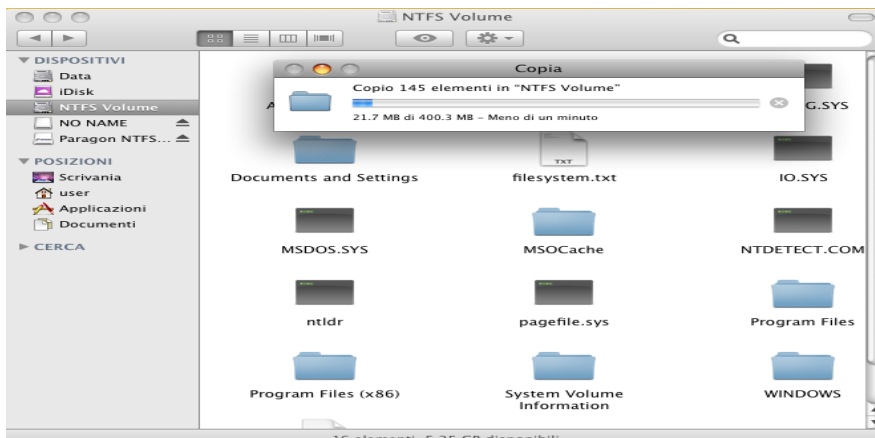 NTFS Volume
DISPOSITIVI
Data
iDisk
NTFS Volume
NO NAME
Paragon NTFS...
POSIZIONI
Scrivania
user
Applicazioni
Documenti
CERCA
Copia
Copio 145 elementi in "NTFS Volume"
21.7 MB di 400.3 MB – Meno di un minuto
A
G.SYS
TXT
Documents and Settings
filesystem.txt
IO.SYS
MSDOS.SYS
MSOCache
NTDETECT.COM
ntldr
pagefile.sys
Program Files
Program Files (x86)
System Volume
Information
WINDOWS